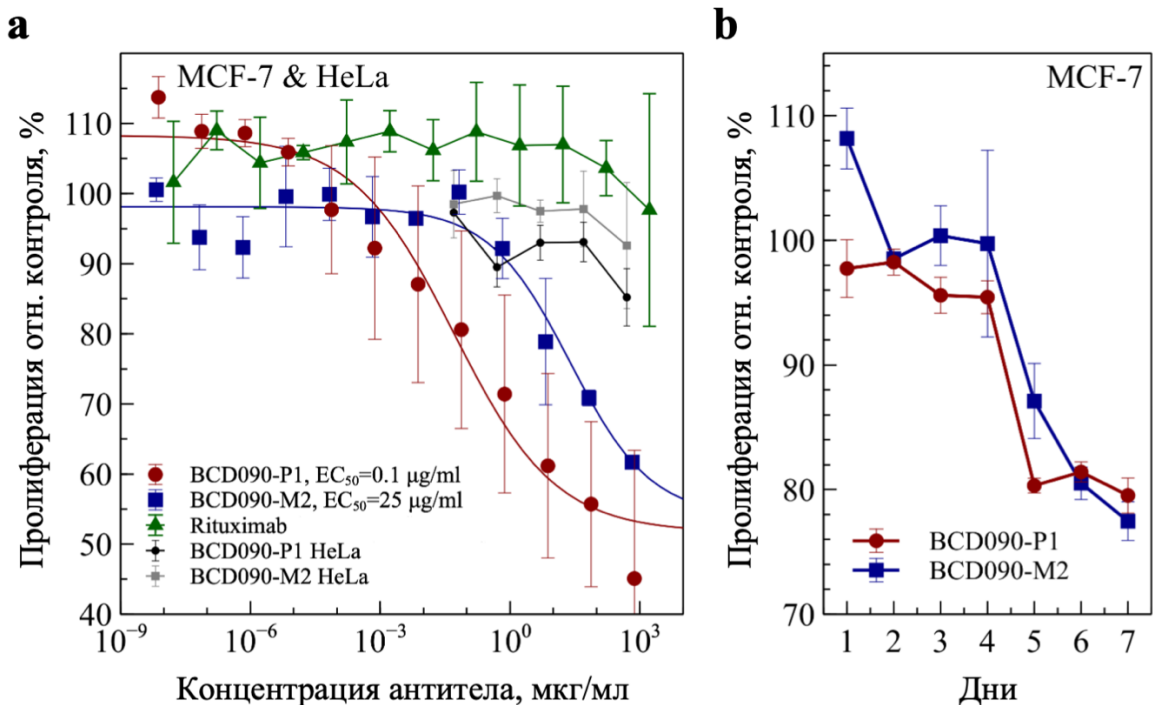 a
MCF-7 & HeLa
Пролиферация отн. контроля, %
110
100
90
80
70
60
50
40
BCD090-P1, EC₅₀=0.1 µg/ml
BCD090-M2, EC₅₀=25 µg/ml
Rituximab
BCD090-P1 HeLa
BCD090-M2 HeLa
10⁻⁹ 10⁻⁶ 10⁻³ 10⁰ 10³
Концентрация антитела, мкг/мл
b
MCF-7
Пролиферация отн. контроля, %
110
100
90
80
70
BCD090-P1
BCD090-M2
1 2 3 4 5 6 7
Дни